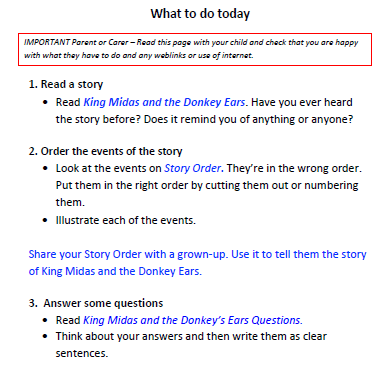 What to do today
IMPORTANT Parent or Carer – Read this page with your child and check that you are happy
with what they have to do and any weblinks or use of internet.
1. Read a story
• Read King Midas and the Donkey Ears. Have you ever heard
the story before? Does it remind you of anything or anyone?
2. Order the events of the story
• Look at the events on Story Order. They're in the wrong order.
Put them in the right order by cutting them out or numbering
them.
• Illustrate each of the events.
Share your Story Order with a grown-up. Use it to tell them the story
of King Midas and the Donkey Ears.
3. Answer some questions
• Read King Midas and the Donkey's Ears Questions.
• Think about your answers and then write them as clear
sentences.